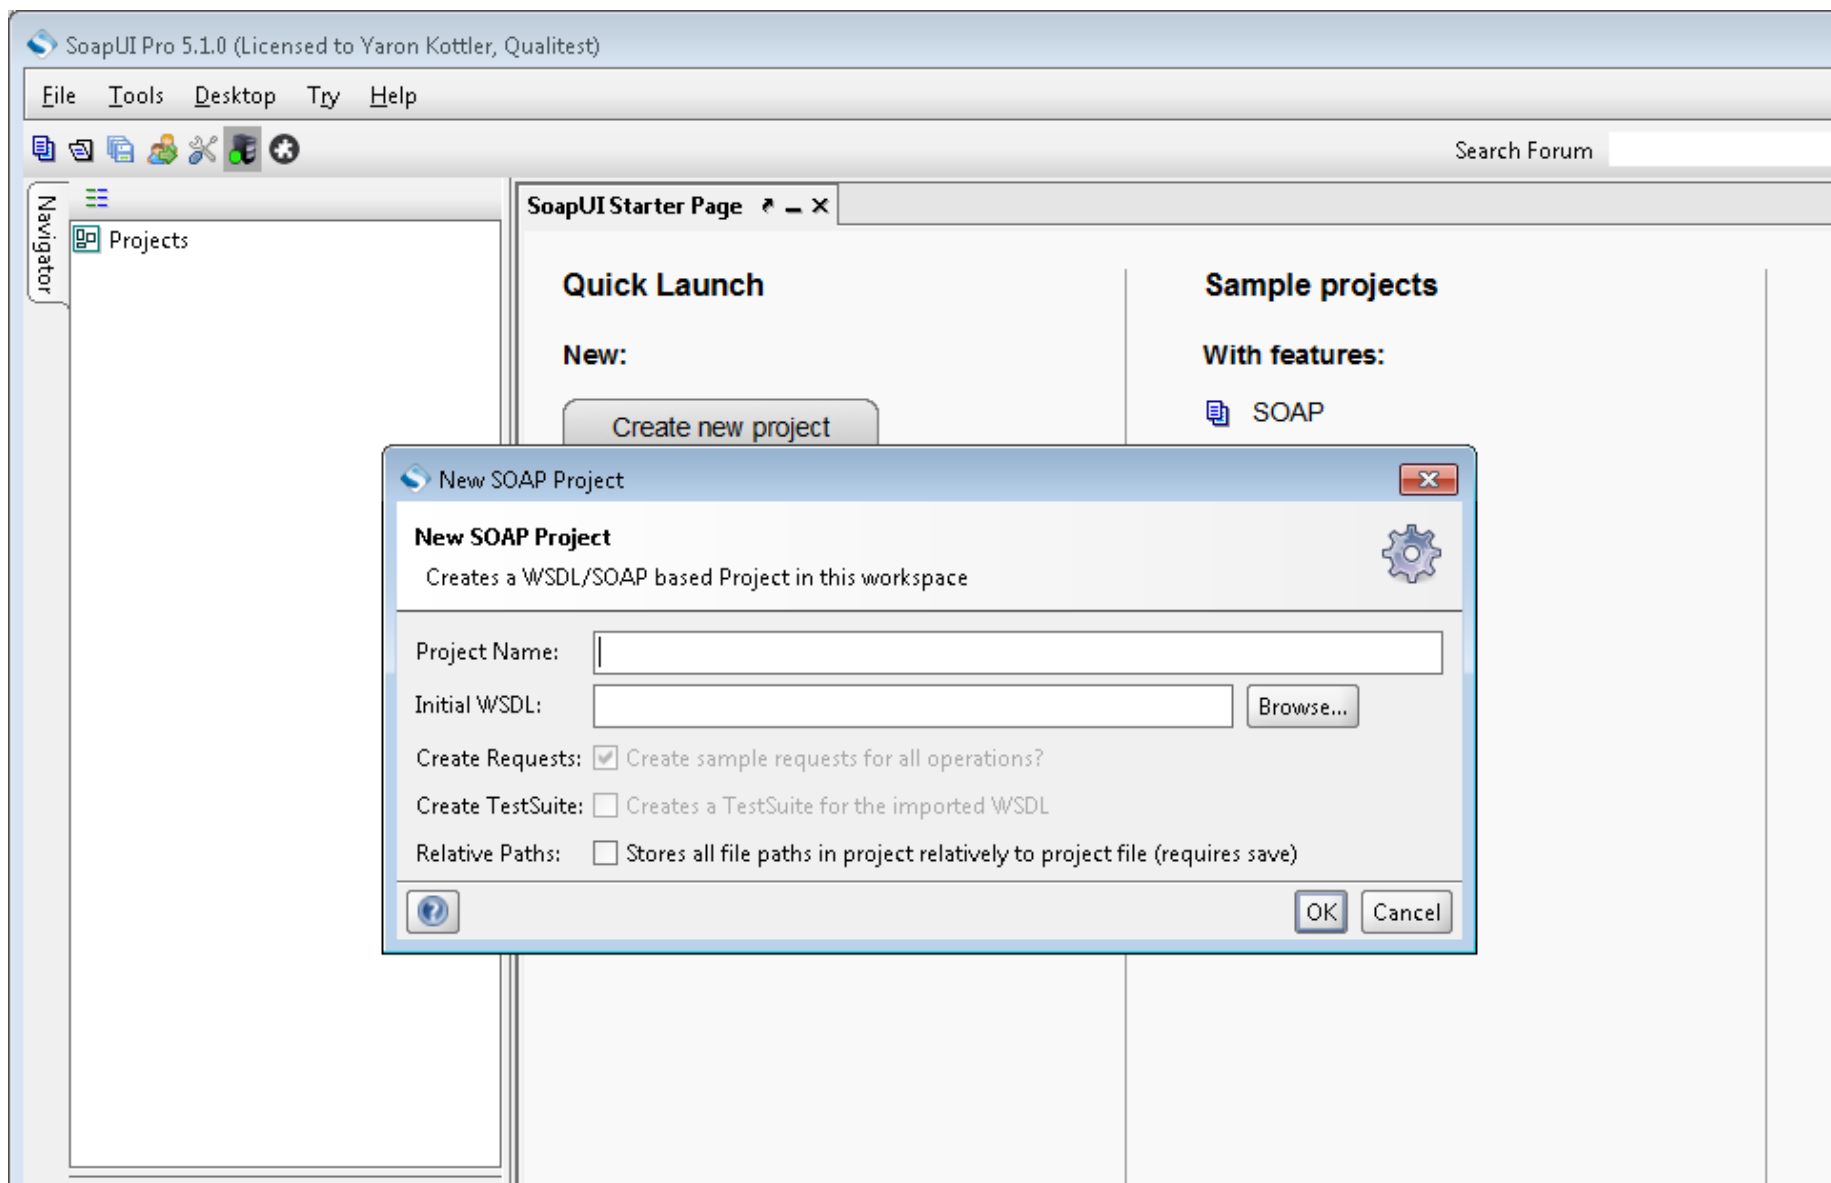 SoapUI Pro 5.1.0 (Licensed to Yaron Kottler, Qualitest)
File Tools Desktop Try Help
Search Forum
Navigator
Projects
SoapUI Starter Page
Quick Launch
Sample projects
New:
With features:
Create new project
SOAP
New SOAP Project
New SOAP Project
Creates a WSDL/SOAP based Project in this workspace
Project Name:
Initial WSDL:
Browse...
Create Requests: Create sample requests for all operations?
Create TestSuite: Creates a TestSuite for the imported WSDL
Relative Paths: Stores all file paths in project relatively to project file (requires save)
OK Cancel